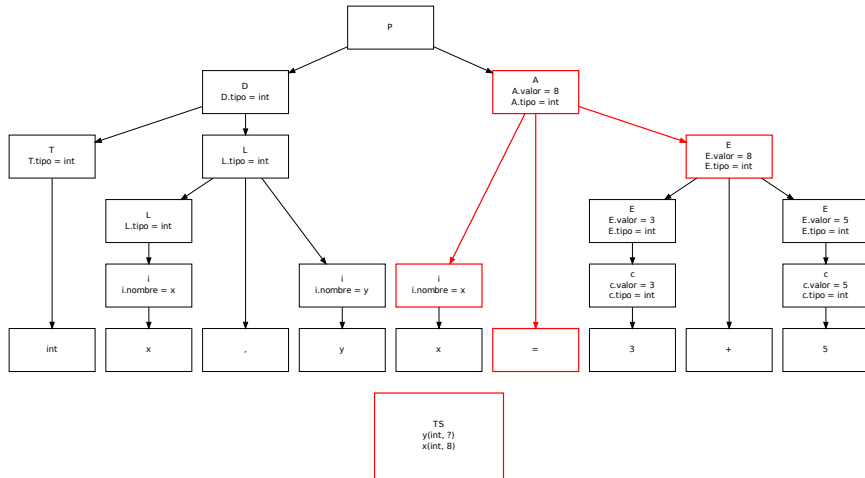 P
D
D.tipo = int
A
A.valor = 8
A.tipo = int
T
T.tipo = int
L
L.tipo = int
E
E.valor = 8
E.tipo = int
L
L.tipo = int
E
E.valor = 3
E.tipo = int
E
E.valor = 5
E.tipo = int
i
i.nombre = x
i
i.nombre = y
i
i.nombre = x
c
c.valor = 3
c.tipo = int
c
c.valor = 5
c.tipo = int
int
x
,
y
x
=
3
+
5
TS
y(int, ?)
x(int, 8)